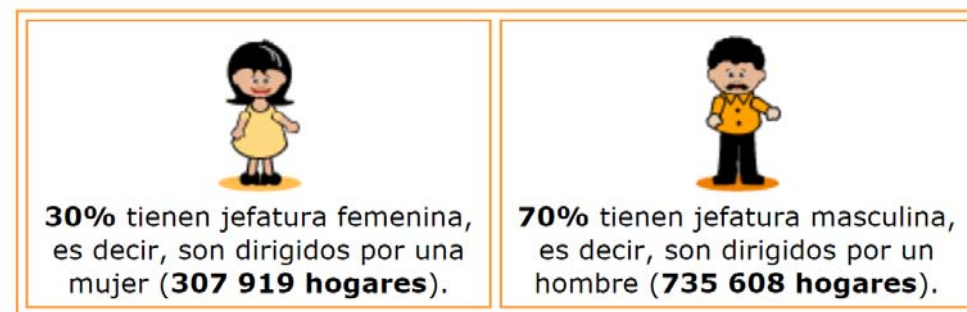 30% tienen jefatura femenina,
es decir, son dirigidos por una
mujer (307 919 hogares).
70% tienen jefatura masculina,
es decir, son dirigidos por un
hombre (735 608 hogares).